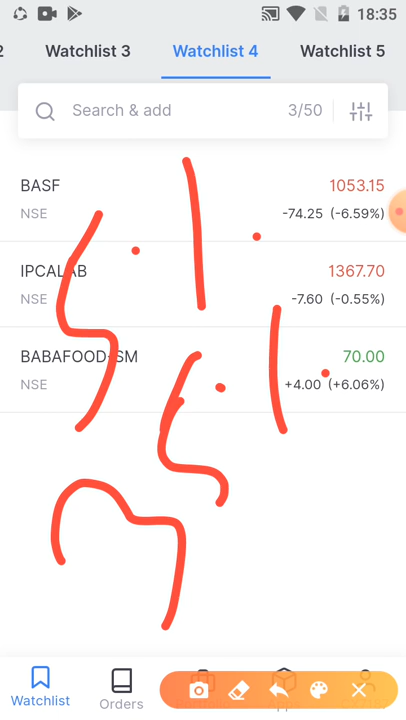 18:35
2 Watchlist 3 Watchlist 4 Watchlist 5
Search & add 3/50
BASF 1053.15
NSE -74.25 (-6.59%)
IPCALAB 1367.70
NSE -7.60 (-0.55%)
BABAFOOD-SM 70.00
NSE +4.00 (+6.06%)
Watchlist Orders